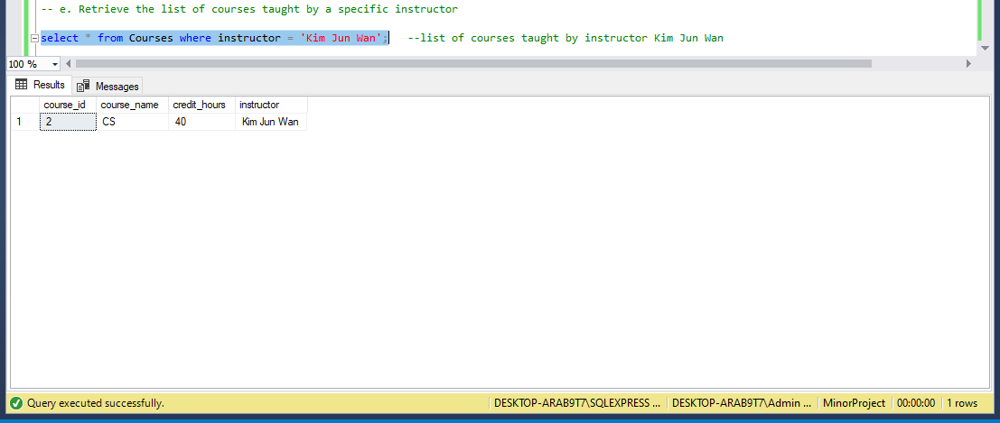 -- e. Retrieve the list of courses taught by a specific instructor
select * from Courses where instructor = 'Kim Jun Wan'; --list of courses taught by instructor Kim Jun Wan
100 %
Results Messages
course_id course_name credit_hours instructor
1 2 CS 40 Kim Jun Wan
Query executed successfully. DESKTOP-ARAB9T7\SQLEXPRESS ... DESKTOP-ARAB9T7\Admin ... MinorProject 00:00:00 1 rows